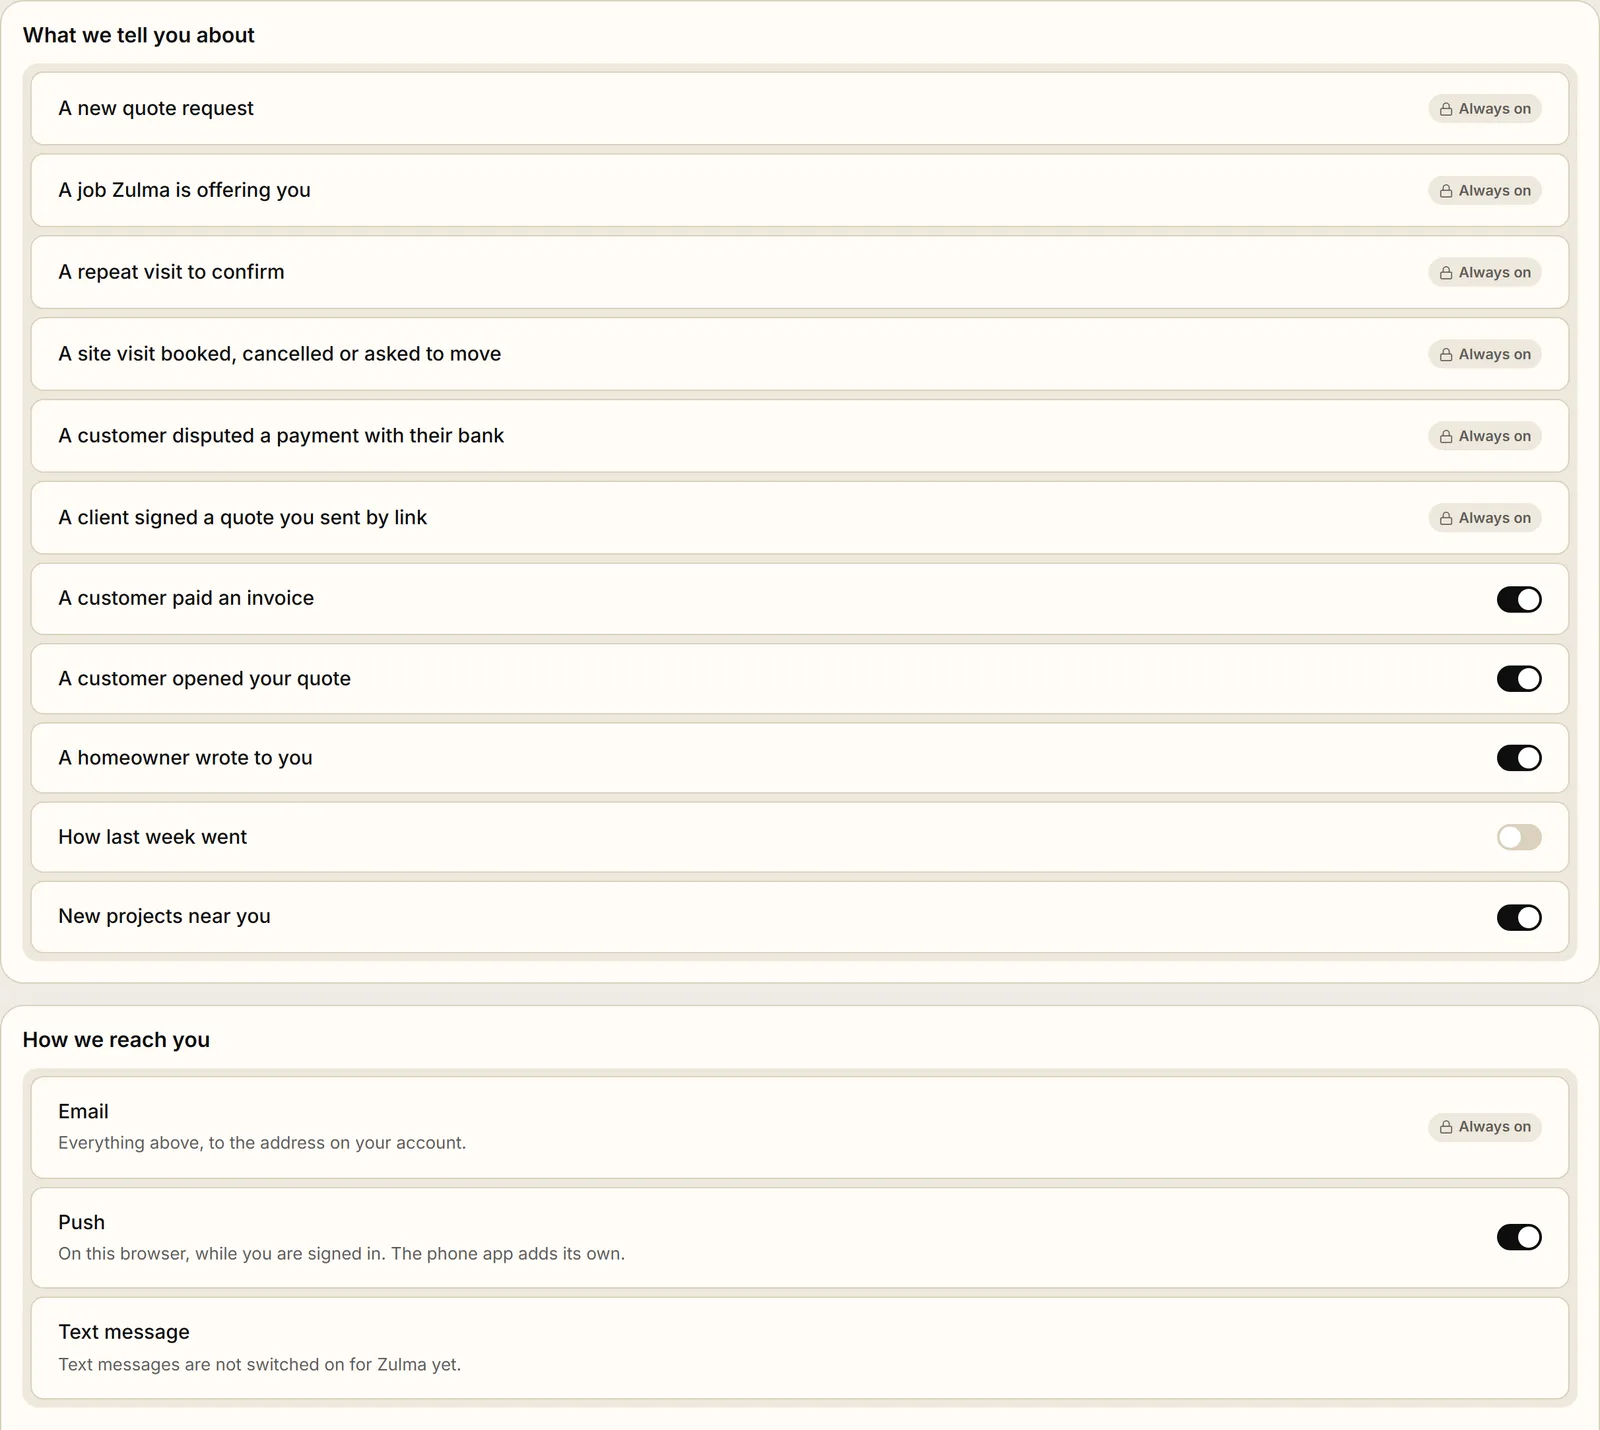 What we tell you about
A new quote request
Always on
A job Zulma is offering you
Always on
A repeat visit to confirm
Always on
A site visit booked, cancelled or asked to move
Always on
A customer disputed a payment with their bank
Always on
A client signed a quote you sent by link
Always on
A customer paid an invoice
A customer opened your quote
A homeowner wrote to you
How last week went
New projects near you
How we reach you
Email
Everything above, to the address on your account.
Always on
Push
On this browser, while you are signed in. The phone app adds its own.
Text message
Text messages are not switched on for Zulma yet.